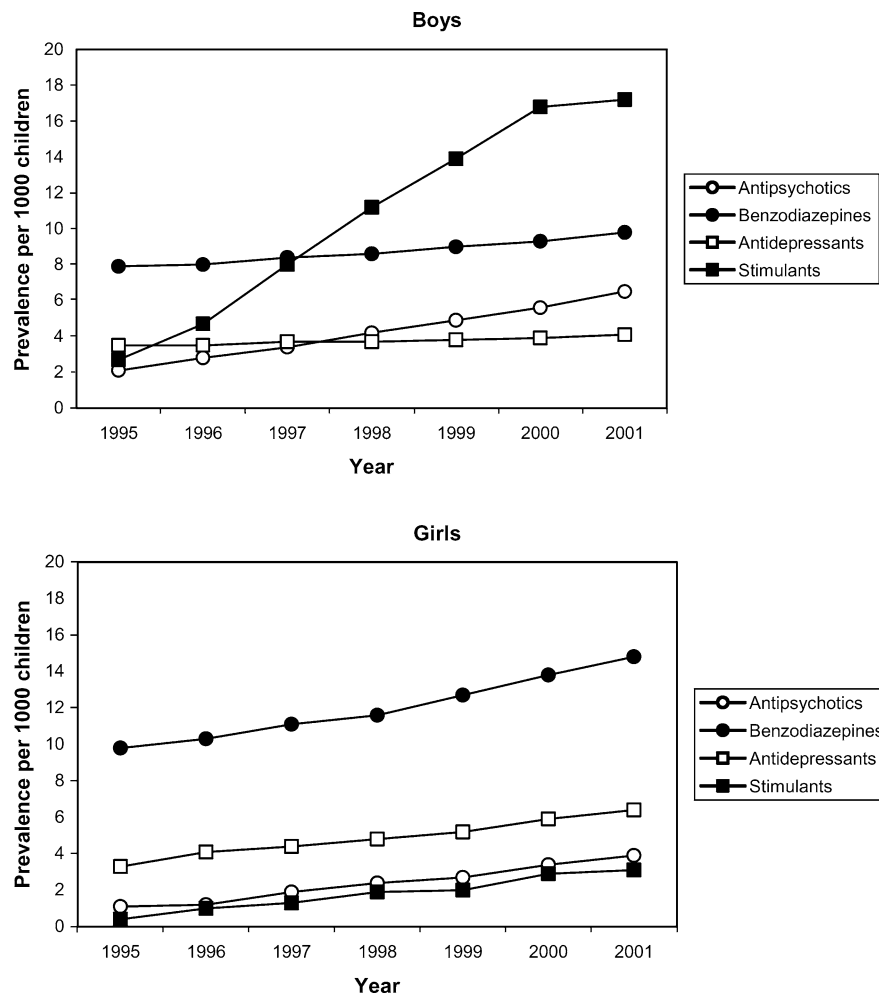 Boys
Prevalence per 1000 children
20
18
16
14
12
10
8
6
4
2
0
1995 1996 1997 1998 1999 2000 2001
Year
Antipsychotics
Benzodiazepines
Antidepressants
Stimulants
Girls
Prevalence per 1000 children
20
18
16
14
12
10
8
6
4
2
0
1995 1996 1997 1998 1999 2000 2001
Year
Antipsychotics
Benzodiazepines
Antidepressants
Stimulants